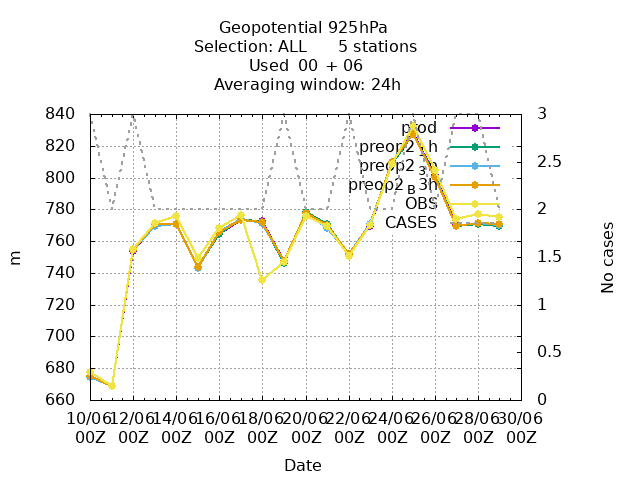 Geopotential 925hPa
Selection: ALL 5 stations
Used 00 + 06
Averaging window: 24h
840 3
820 2.5
800 2
780 1.5
760 1
740 0.5
720 0
700
680
660
prod
OBS
CASES
m
No cases
10/06 12/06 14/06 16/06 18/06 20/06 22/06 24/06 26/06 28/06 30/06
00Z 00Z 00Z 00Z 00Z 00Z 00Z 00Z 00Z 00Z 00Z
Date